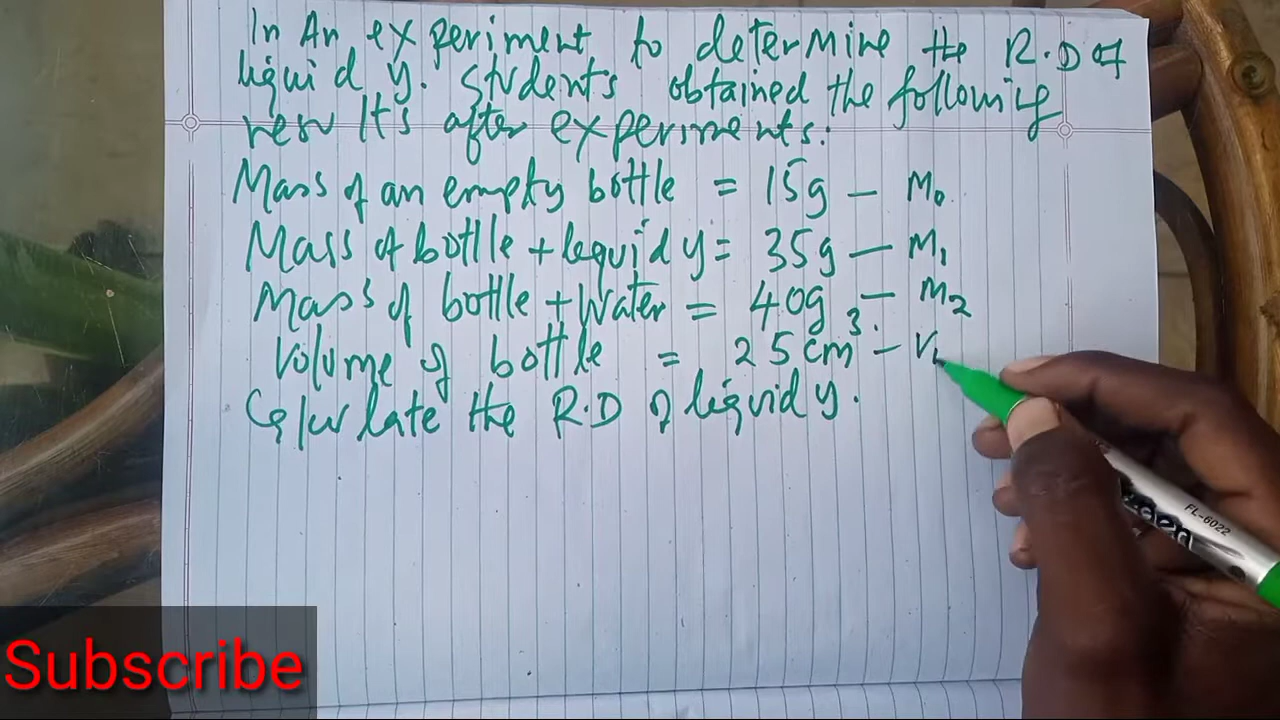 In An experiment to determine the R.D of
liquid y. Students obtained the following
results after experiments.
Mass of an empty bottle = 15g – M₀
Mass of bottle + liquid y = 35g – M₁
Mass of bottle + Water = 40g – M₂
Volume of bottle = 25cm³. – V
Calculate the R.D of liquid y.
FL-6022
Subscribe